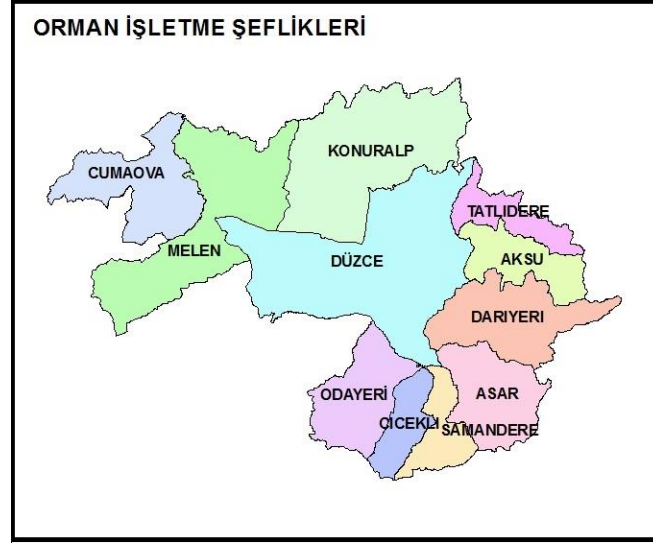 ORMAN İŞLETME ŞEFLİKLERİ
KONURALP
CUMAOVA
TATLIDERE
MELEN
DÜZCE
AKSU
DARIYERI
ODAYERİ
ASAR
CICEKLI
SAMANDERE